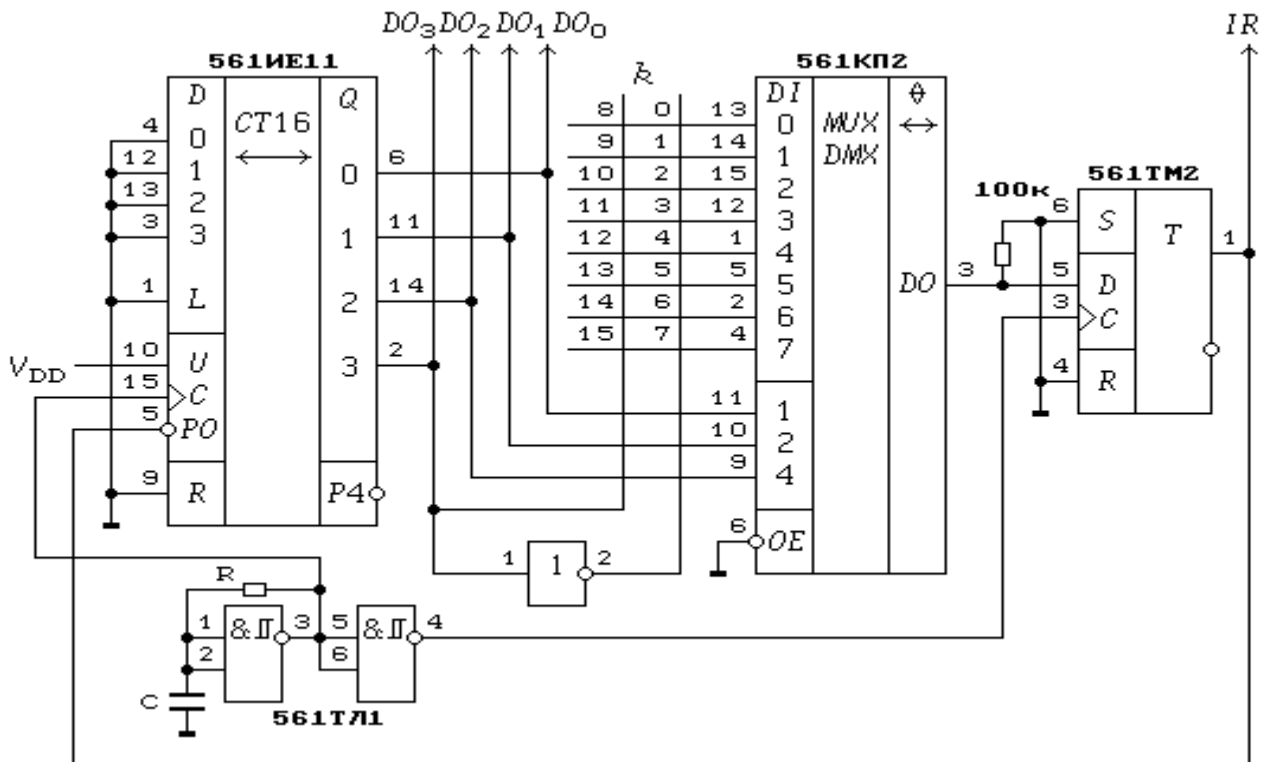 DO₃ DO₂ DO₁ DO₀ IR
561ИЕ11 k 561КП2
D Q DI MUX θ
CT16 DMX
4 0 6 0 8 0 13 0
12 1 9 1 14 1
13 2 11 1 10 2 15 2
3 3 11 3 12 3
14 2 12 4 1 4
1 L 13 5 5 5
2 3 14 6 2 6
15 7 4 7
DO 3
100к 561ТМ2
6 S T 1
5 D
3 C
4 R
V_DD 10 U
15 C
5 PO
9 R P4
11 1
10 2
9 4
6 OE
1 1 2
R
1 &⎎ 3 5 &⎎ 4
2 6
C
561ТЛ1